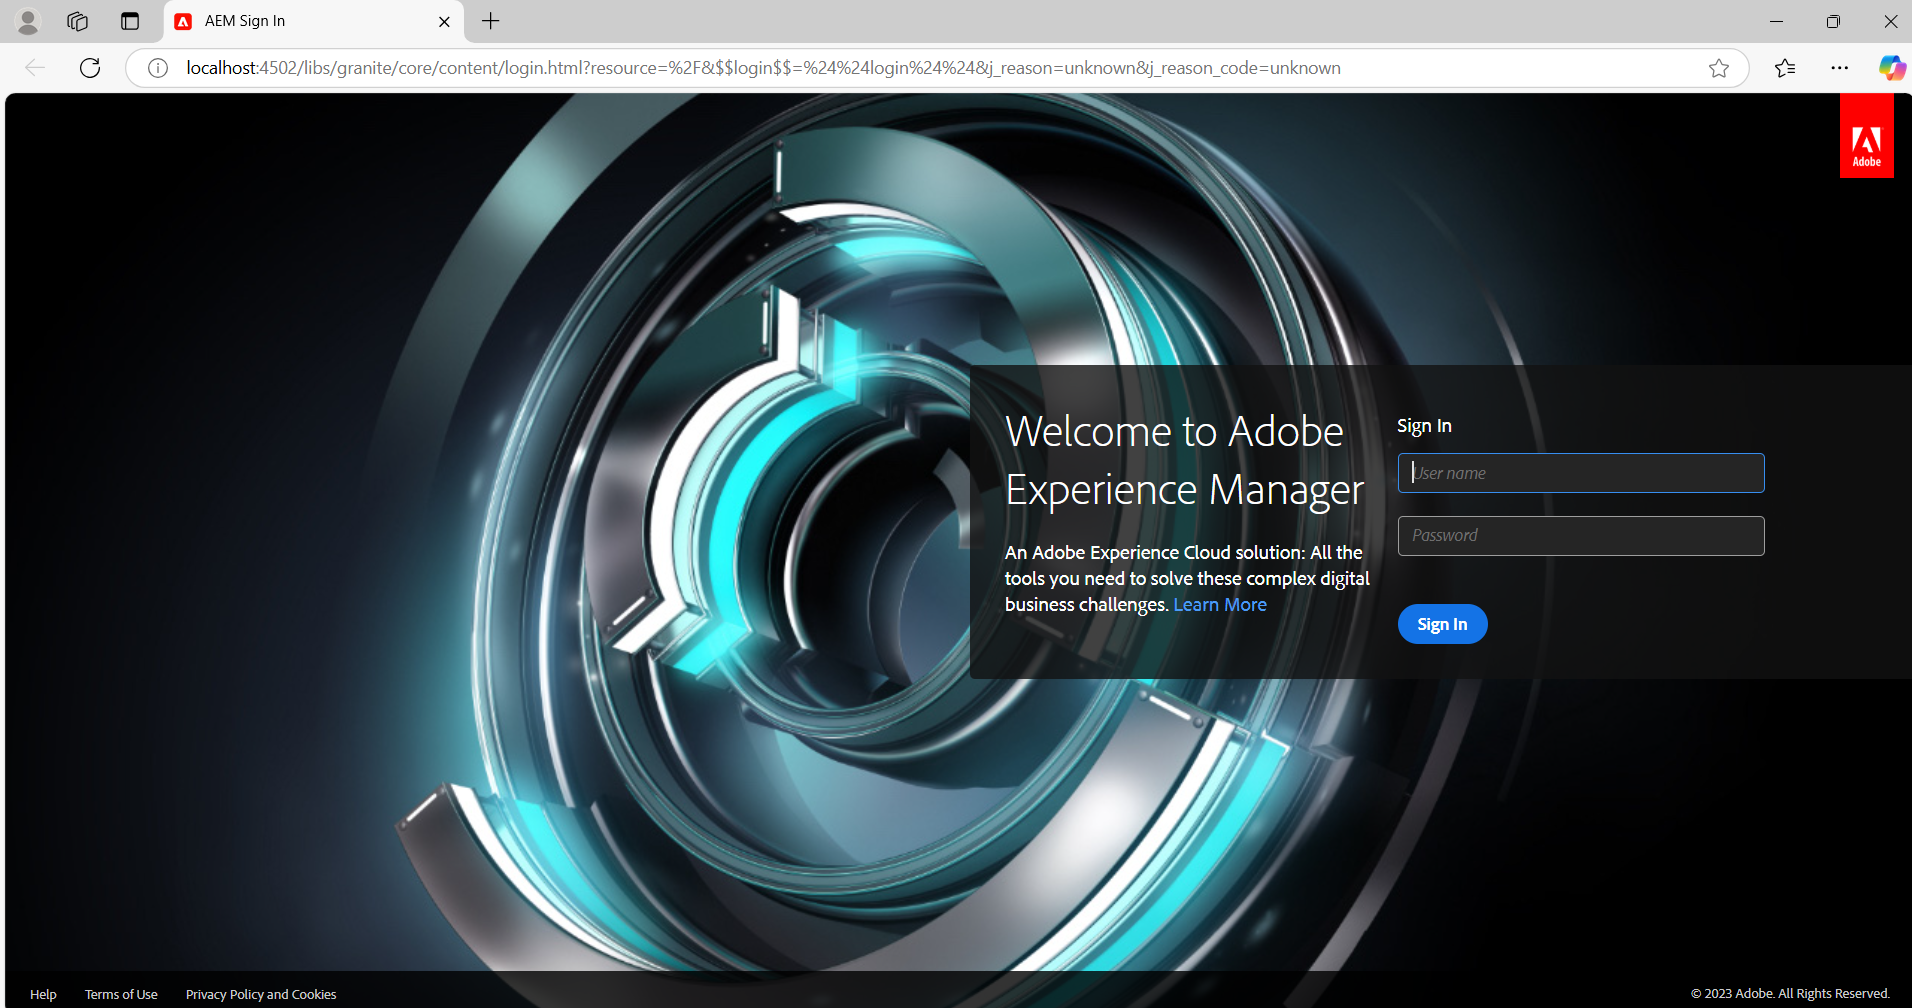 AEM Sign In
localhost:4502/libs/granite/core/content/login.html?resource=%2F&$$login$$=%24%24login%24%24&j_reason=unknown&j_reason_code=unknown
Adobe
Welcome to Adobe
Experience Manager
An Adobe Experience Cloud solution: All the
tools you need to solve these complex digital
business challenges. Learn More
Sign In
User name
Password
Sign In
Help Terms of Use Privacy Policy and Cookies
© 2023 Adobe. All Rights Reserved.